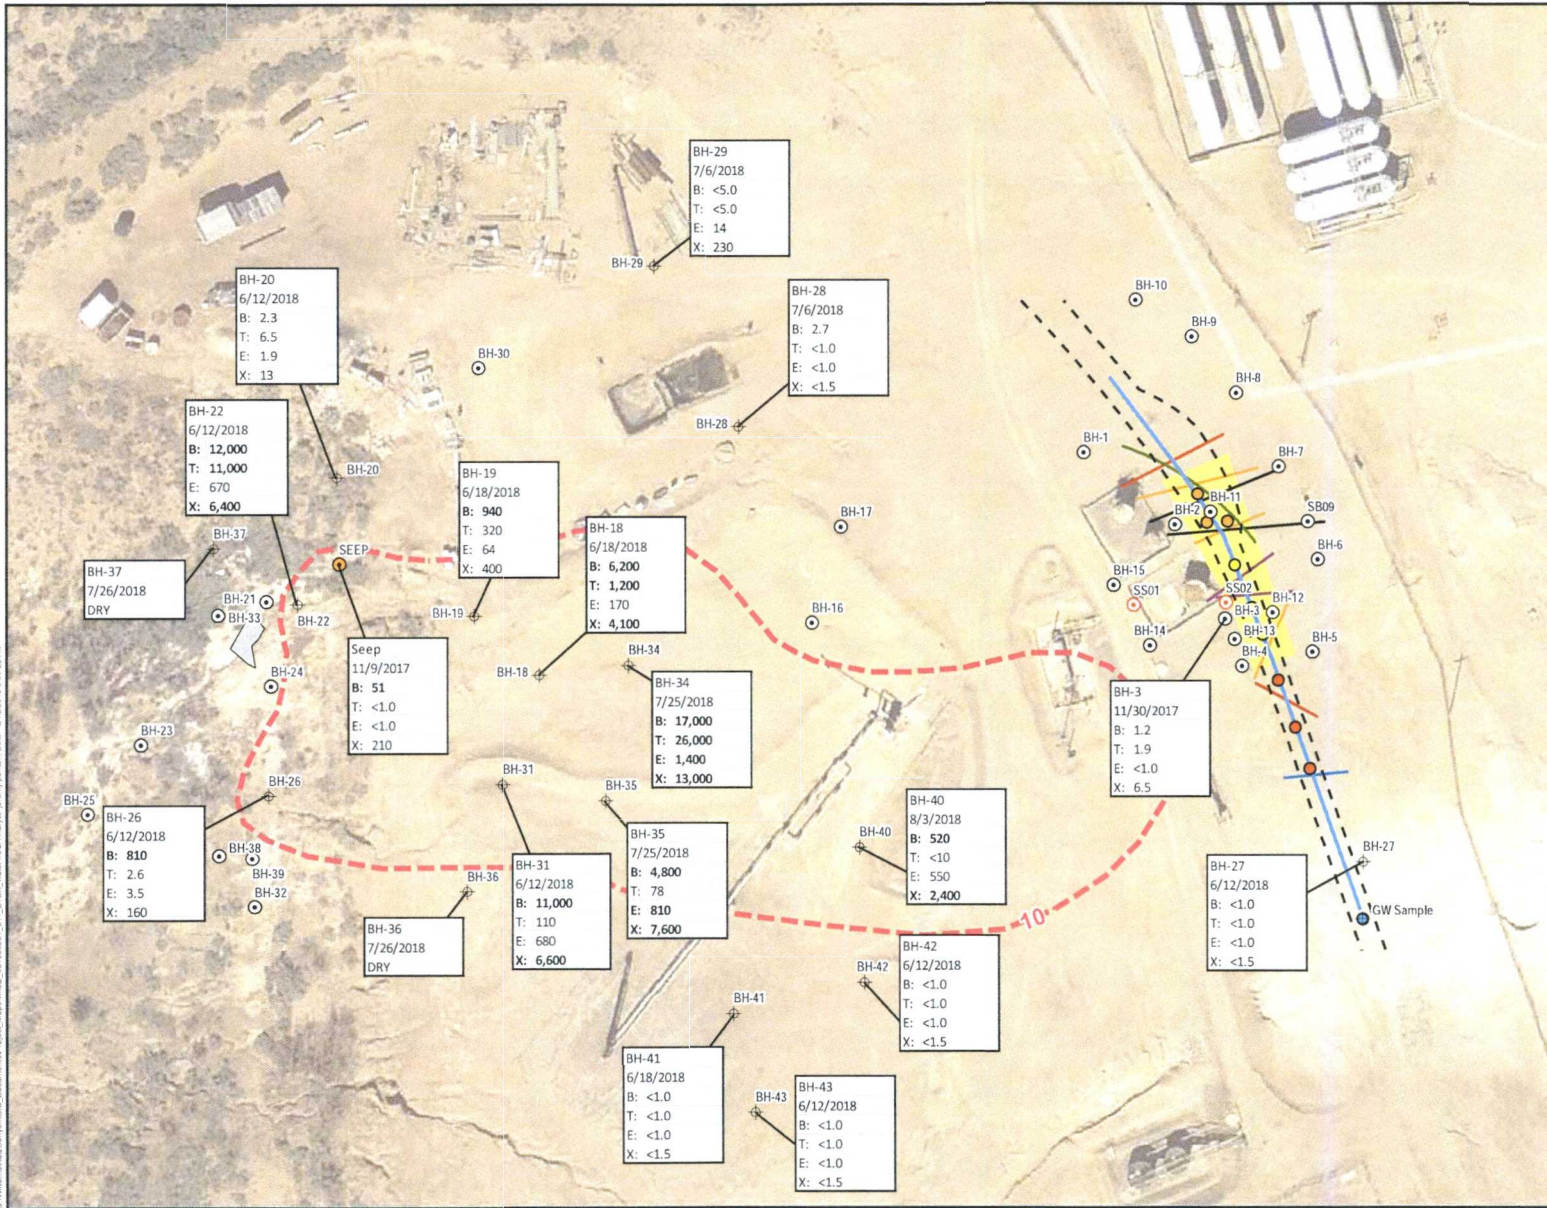 BH-29
7/6/2018
B: <5.0
T: <5.0
E: 14
X: 230
BH-29
BH-20
6/12/2018
B: 2.3
T: 6.5
E: 1.9
X: 13
BH-28
7/6/2018
B: 2.7
T: <1.0
E: <1.0
X: <1.5
BH-10
BH-9
BH-30
BH-8
BH-22
6/12/2018
B: 12,000
T: 11,000
E: 670
X: 6,400
BH-28
BH-1
BH-7
BH-20
BH-19
6/18/2018
B: 940
T: 320
E: 64
X: 400
BH-11
BH-2
SB09
BH-17
BH-18
6/18/2018
B: 6,200
T: 1,200
E: 170
X: 4,100
BH-37
SEEP
BH-6
BH-37
7/26/2018
DRY
BH-15
SS01
SS02
BH-21
BH-33
BH-22
BH-19
BH-16
BH-3
BH-12
BH-13
BH-14
BH-4
BH-5
Seep
11/9/2017
B: 51
T: <1.0
E: <1.0
X: 210
BH-34
BH-18
BH-24
BH-34
7/25/2018
B: 17,000
T: 26,000
E: 1,400
X: 13,000
BH-3
11/30/2017
B: 1.2
T: 1.9
E: <1.0
X: 6.5
BH-23
BH-31
BH-35
BH-26
BH-25
BH-26
6/12/2018
B: 810
T: 2.6
E: 3.5
X: 160
BH-40
8/3/2018
B: 520
T: <10
E: 550
X: 2,400
BH-40
BH-35
7/25/2018
B: 4,800
T: 78
E: 810
X: 7,600
BH-38
BH-39
BH-32
BH-36
BH-31
6/12/2018
B: 11,000
T: 110
E: 680
X: 6,600
BH-27
BH-27
6/12/2018
B: <1.0
T: <1.0
E: <1.0
X: <1.5
GW Sample
10
BH-36
7/26/2018
DRY
BH-42
6/12/2018
B: <1.0
T: <1.0
E: <1.0
X: <1.5
BH-42
BH-41
BH-41
6/18/2018
B: <1.0
T: <1.0
E: <1.0
X: <1.5
BH-43
BH-43
6/12/2018
B: <1.0
T: <1.0
E: <1.0
X: <1.5